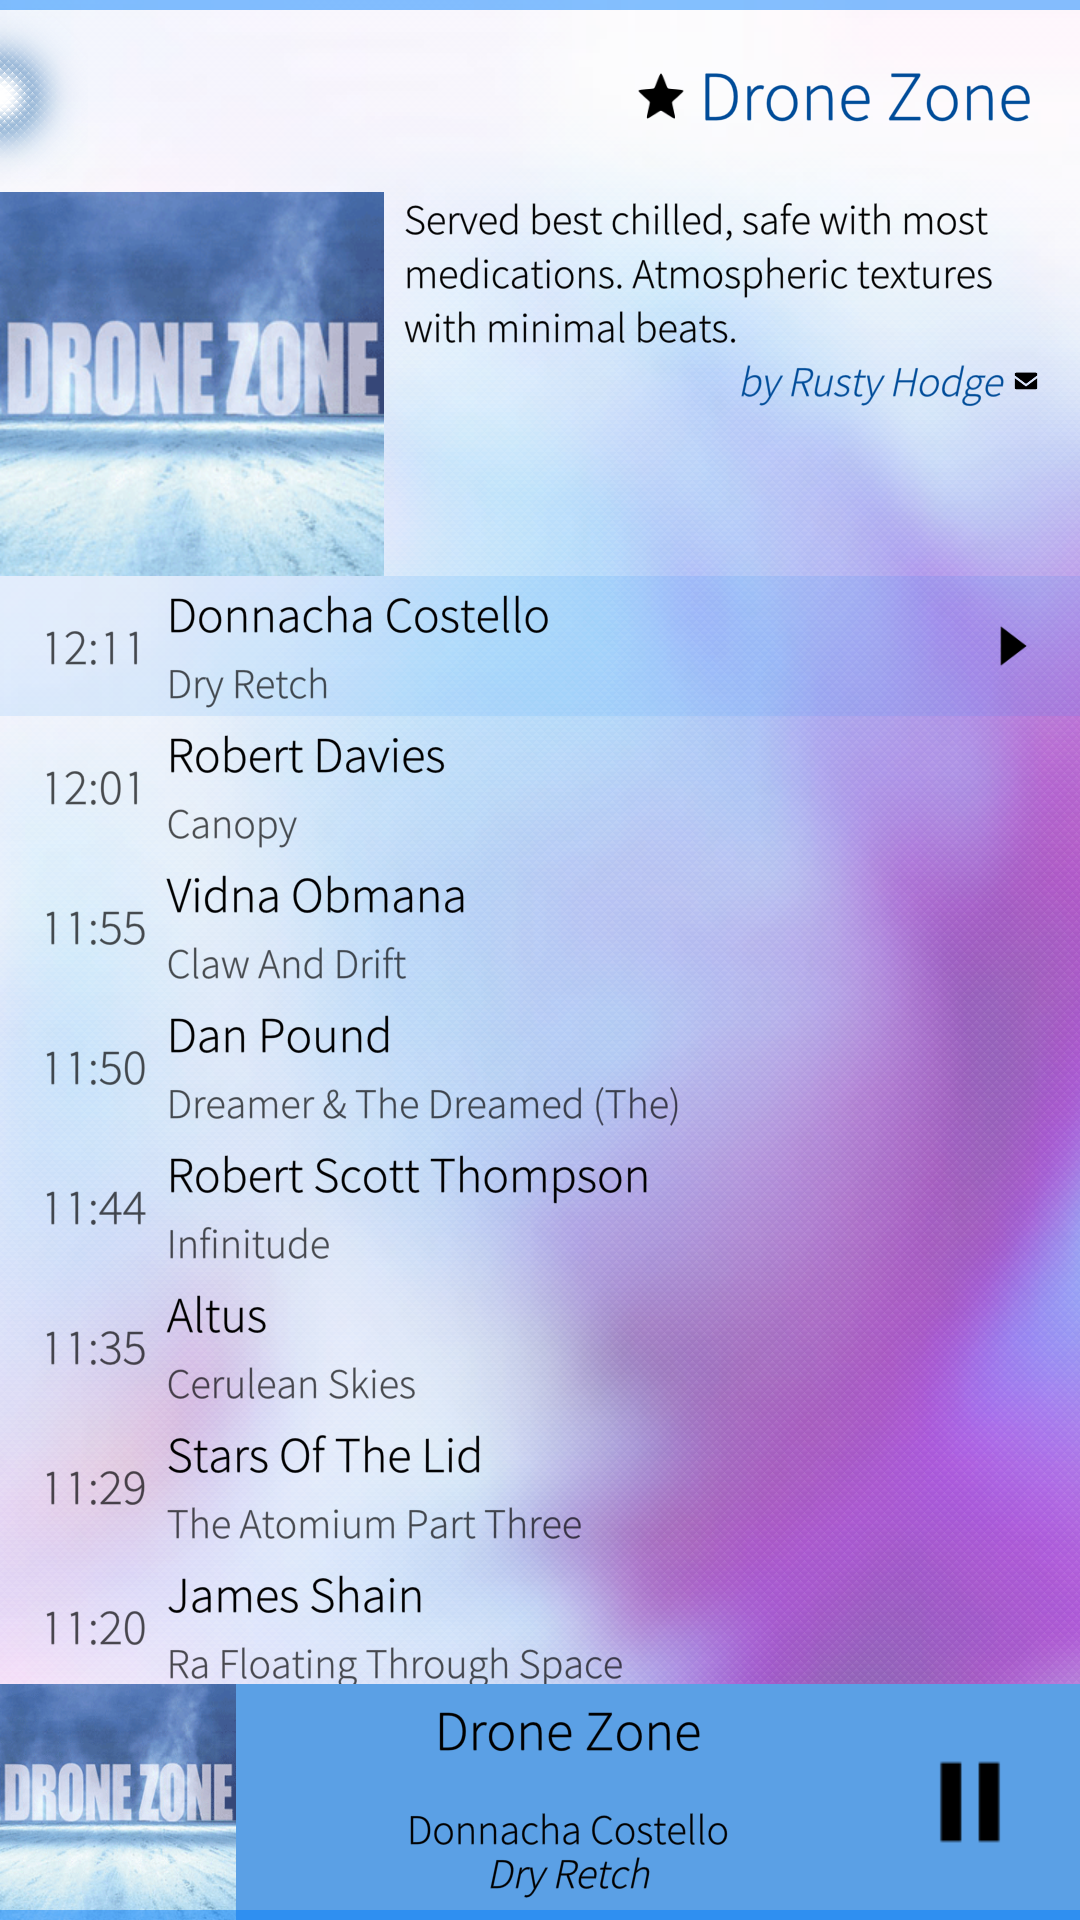 Drone Zone
DRONE ZONE
Served best chilled, safe with most
medications. Atmospheric textures
with minimal beats.
by Rusty Hodge
12:11
Donnacha Costello
Dry Retch
12:01
Robert Davies
Canopy
11:55
Vidna Obmana
Claw And Drift
11:50
Dan Pound
Dreamer & The Dreamed (The)
11:44
Robert Scott Thompson
Infinitude
11:35
Altus
Cerulean Skies
11:29
Stars Of The Lid
The Atomium Part Three
11:20
James Shain
Ra Floating Through Space
DRONE ZONE
Drone Zone
Donnacha Costello
Dry Retch